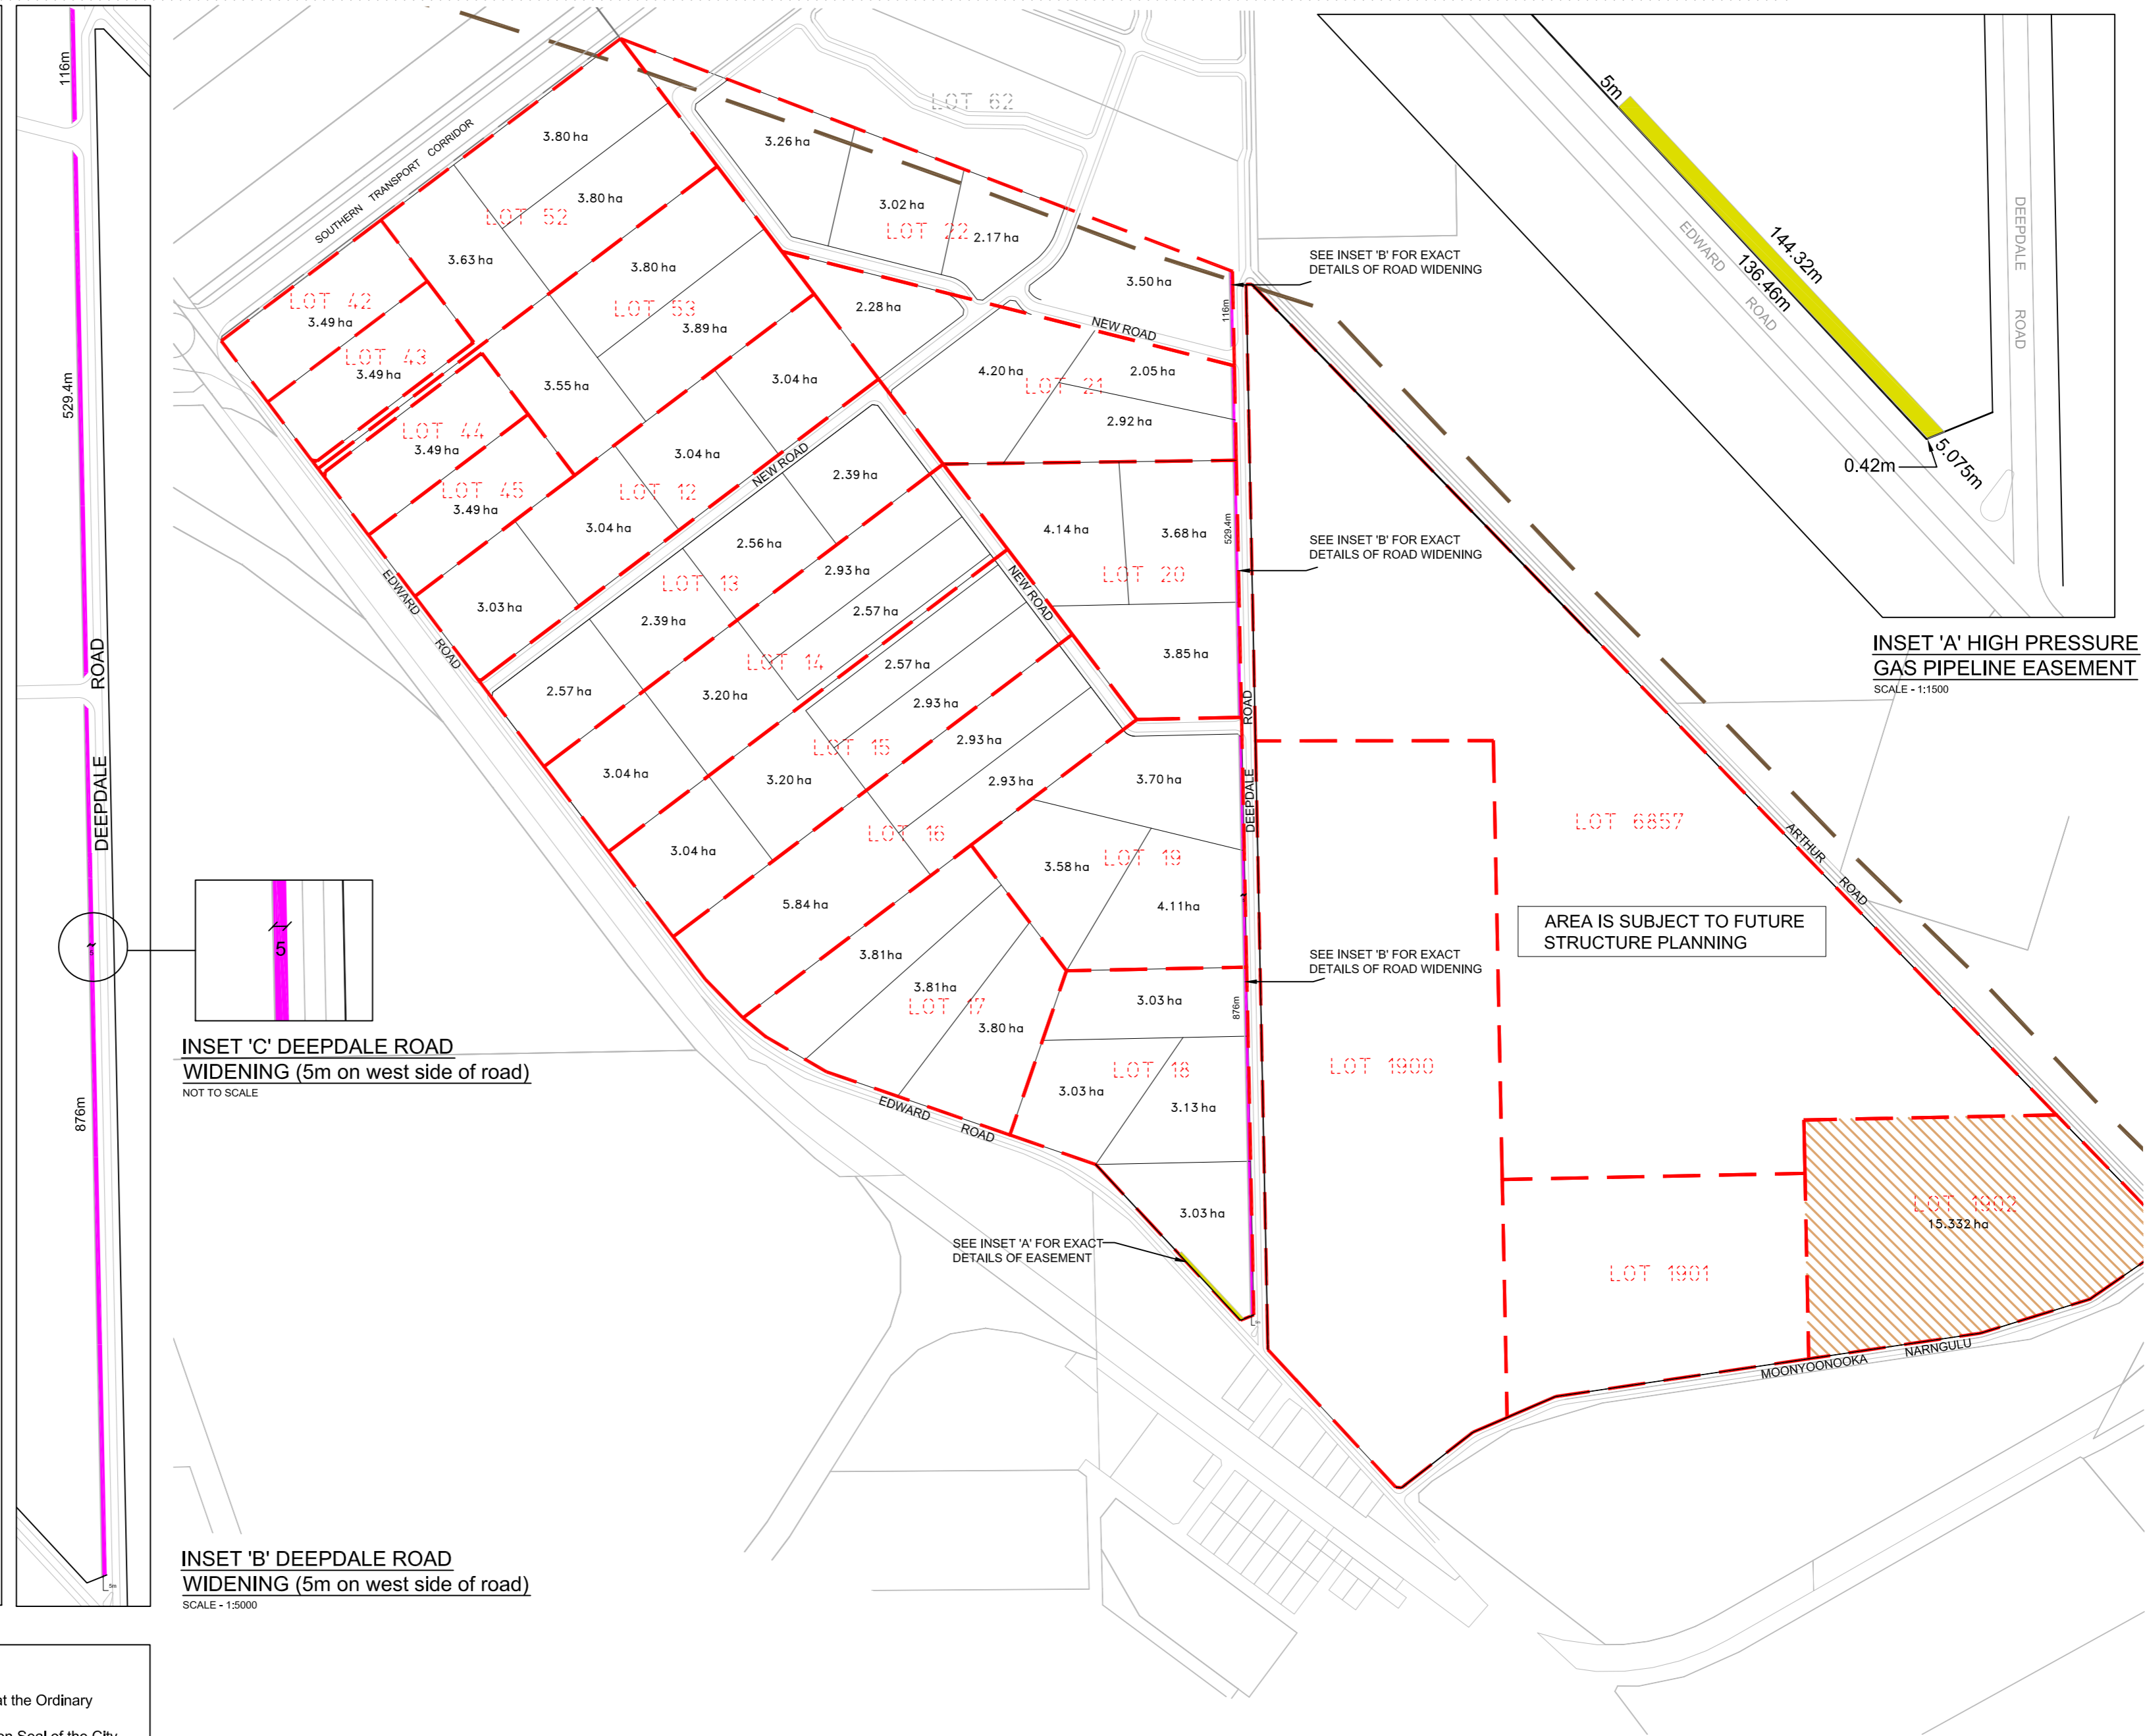 116m
529.4m
DEEPDALE ROAD
876m
5m
5
INSET 'C' DEEPDALE ROAD
WIDENING (5m on west side of road)
NOT TO SCALE
INSET 'B' DEEPDALE ROAD
WIDENING (5m on west side of road)
SCALE - 1:5000
at the Ordinary
on Seal of the City
SOUTHERN TRANSPORT CORRIDOR
LOT 62
3.80 ha
3.80 ha
LOT 52
3.63 ha
3.26 ha
3.02 ha
LOT 22
2.17 ha
3.50 ha
LOT 42
3.49 ha
LOT 43
3.49 ha
3.80 ha
LOT 53
3.89 ha
3.55 ha
2.28 ha
NEW ROAD
116m
SEE INSET 'B' FOR EXACT
DETAILS OF ROAD WIDENING
4.20 ha
LOT 21
2.05 ha
2.92 ha
LOT 44
3.49 ha
LOT 45
3.49 ha
3.04 ha
3.04 ha
LOT 12
3.04 ha
3.03 ha
NEW ROAD
2.39 ha
2.56 ha
LOT 13
2.39 ha
2.57 ha
4.14 ha
3.68 ha
LOT 20
3.85 ha
529.4m
SEE INSET 'B' FOR EXACT
DETAILS OF ROAD WIDENING
NEW ROAD
EDWARD ROAD
2.93 ha
2.57 ha
LOT 14
3.20 ha
3.04 ha
2.57 ha
2.93 ha
LOT 15
3.20 ha
3.04 ha
2.93 ha
2.93 ha
LOT 16
5.84 ha
DEEPDALE ROAD
3.70 ha
3.58 ha
LOT 19
4.11 ha
3.81 ha
3.81 ha
LOT 17
3.80 ha
3.03 ha
LOT 18
3.03 ha
3.13 ha
3.03 ha
876m
SEE INSET 'B' FOR EXACT
DETAILS OF ROAD WIDENING
EDWARD ROAD
SEE INSET 'A' FOR EXACT
DETAILS OF EASEMENT
LOT 6857
AREA IS SUBJECT TO FUTURE
STRUCTURE PLANNING
ARTHUR ROAD
LOT 1900
LOT 1901
LOT 1902
15.332 ha
MOONYOONOOKA NARNGULU
5m
144.32m
136.46m
EDWARD ROAD
DEEPDALE ROAD
0.42m
5.075m
INSET 'A' HIGH PRESSURE
GAS PIPELINE EASEMENT
SCALE - 1:1500